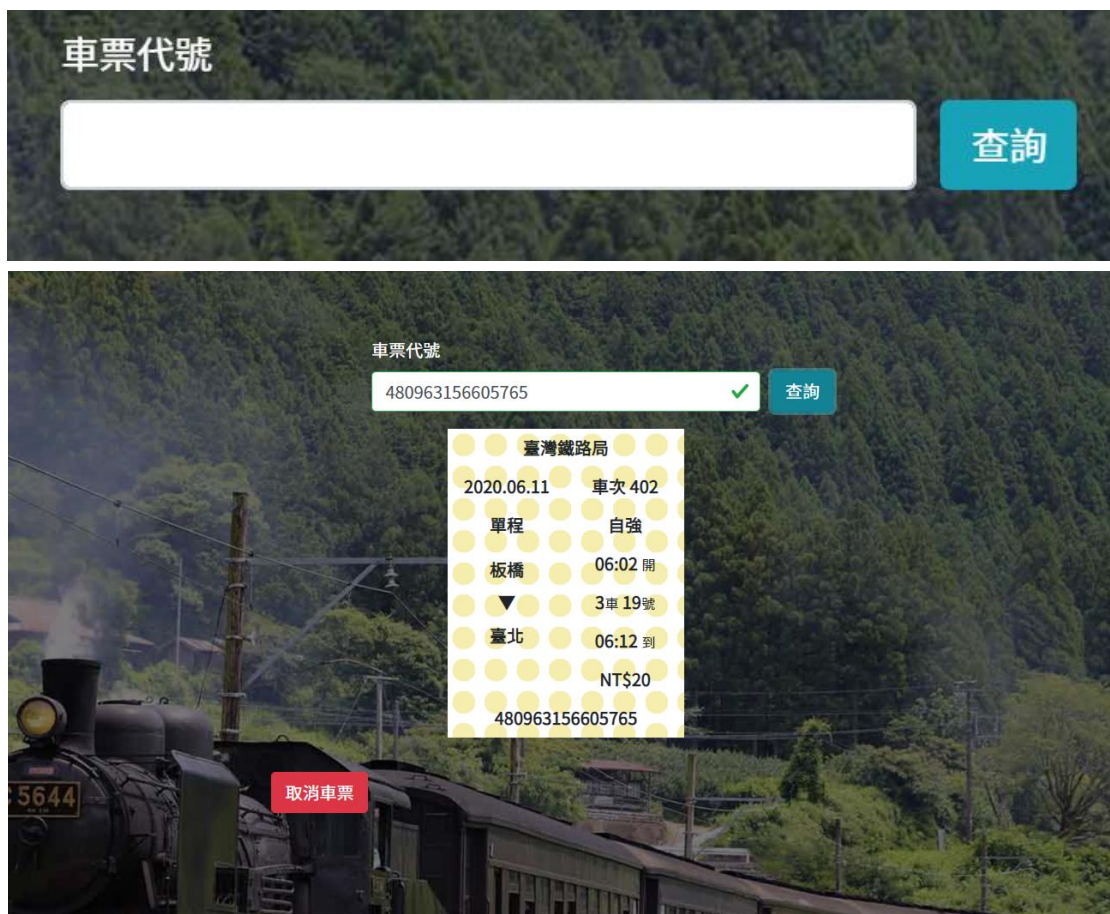 車票代號
查詢
車票代號
480963156605765 查詢
臺灣鐵路局
2020.06.11 車次 402
單程 自強
板橋 06:02 開
▼ 3車 19號
臺北 06:12 到
NT$20
480963156605765
取消車票
5644